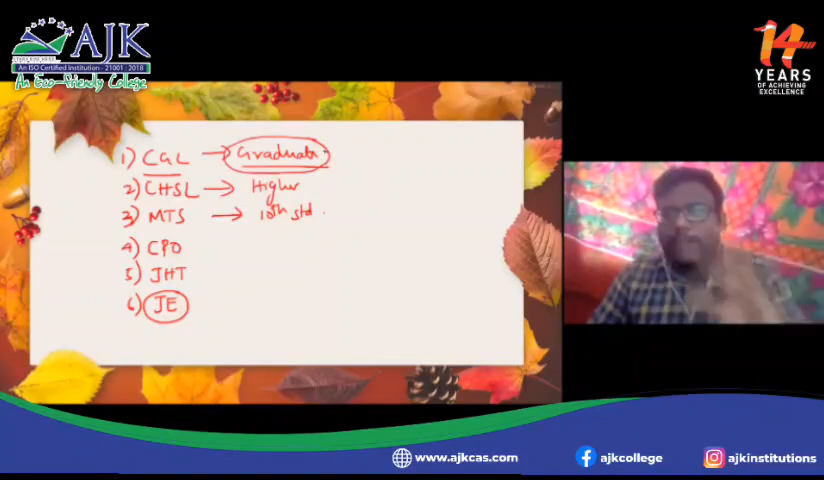 AJK
An ISO Certified Institution - 21001 : 2018
An Eco-friendly College
14
YEARS
OF ACHIEVING
EXCELLENCE
1) CGL → Graduate
2) CHSL → Higher
3) MTS → 10th std.
4) CPO
5) JHT
6) JE
www.ajkcas.com
ajkcollege
ajkinstitutions